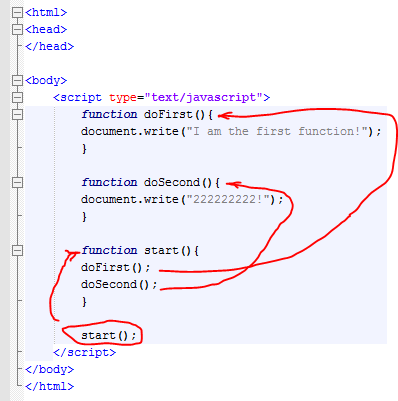 <html>
<head>
</head>
<body>
<script type="text/javascript">
function doFirst(){
document.write("I am the first function!");
}
function doSecond(){
document.write("222222222!");
}
function start(){
doFirst();
doSecond();
}
start();
</script>
</body>
</html>